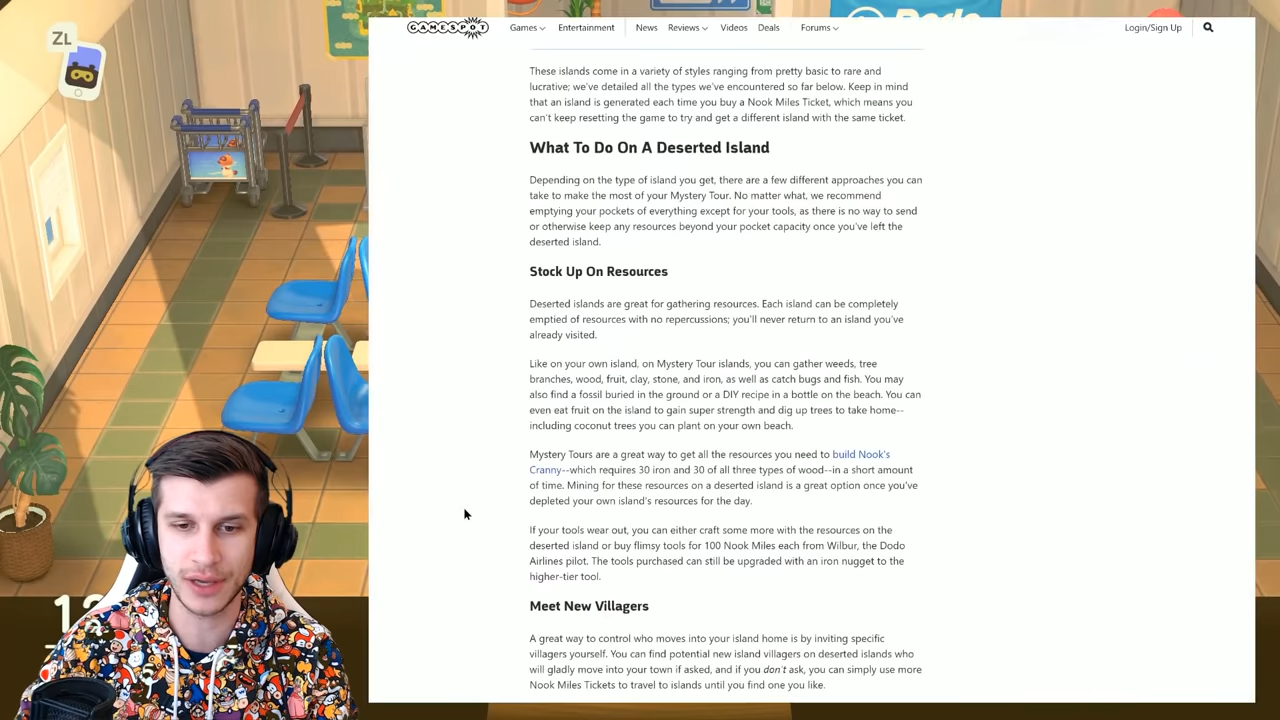 ZL
Dodo
GAMESPOT
Games
Entertainment
News
Reviews
Videos
Deals
Forums
Login/Sign Up
These islands come in a variety of styles ranging from pretty basic to rare and
lucrative; we've detailed all the types we've encountered so far below. Keep in mind
that an island is generated each time you buy a Nook Miles Ticket, which means you
can't keep resetting the game to try and get a different island with the same ticket.
What To Do On A Deserted Island
Depending on the type of island you get, there are a few different approaches you can
take to make the most of your Mystery Tour. No matter what, we recommend
emptying your pockets of everything except for your tools, as there is no way to send
or otherwise keep any resources beyond your pocket capacity once you've left the
deserted island.
Stock Up On Resources
Deserted islands are great for gathering resources. Each island can be completely
emptied of resources with no repercussions; you'll never return to an island you've
already visited.
Like on your own island, on Mystery Tour islands, you can gather weeds, tree
branches, wood, fruit, clay, stone, and iron, as well as catch bugs and fish. You may
also find a fossil buried in the ground or a DIY recipe in a bottle on the beach. You can
even eat fruit on the island to gain super strength and dig up trees to take home--
including coconut trees you can plant on your own beach.
Mystery Tours are a great way to get all the resources you need to build Nook's
Cranny--which requires 30 iron and 30 of all three types of wood--in a short amount
of time. Mining for these resources on a deserted island is a great option once you've
depleted your own island's resources for the day.
If your tools wear out, you can either craft some more with the resources on the
deserted island or buy flimsy tools for 100 Nook Miles each from Wilbur, the Dodo
Airlines pilot. The tools purchased can still be upgraded with an iron nugget to the
higher-tier tool.
Meet New Villagers
A great way to control who moves into your island home is by inviting specific
villagers yourself. You can find potential new island villagers on deserted islands who
will gladly move into your town if asked, and if you don't ask, you can simply use more
Nook Miles Tickets to travel to islands until you find one you like.